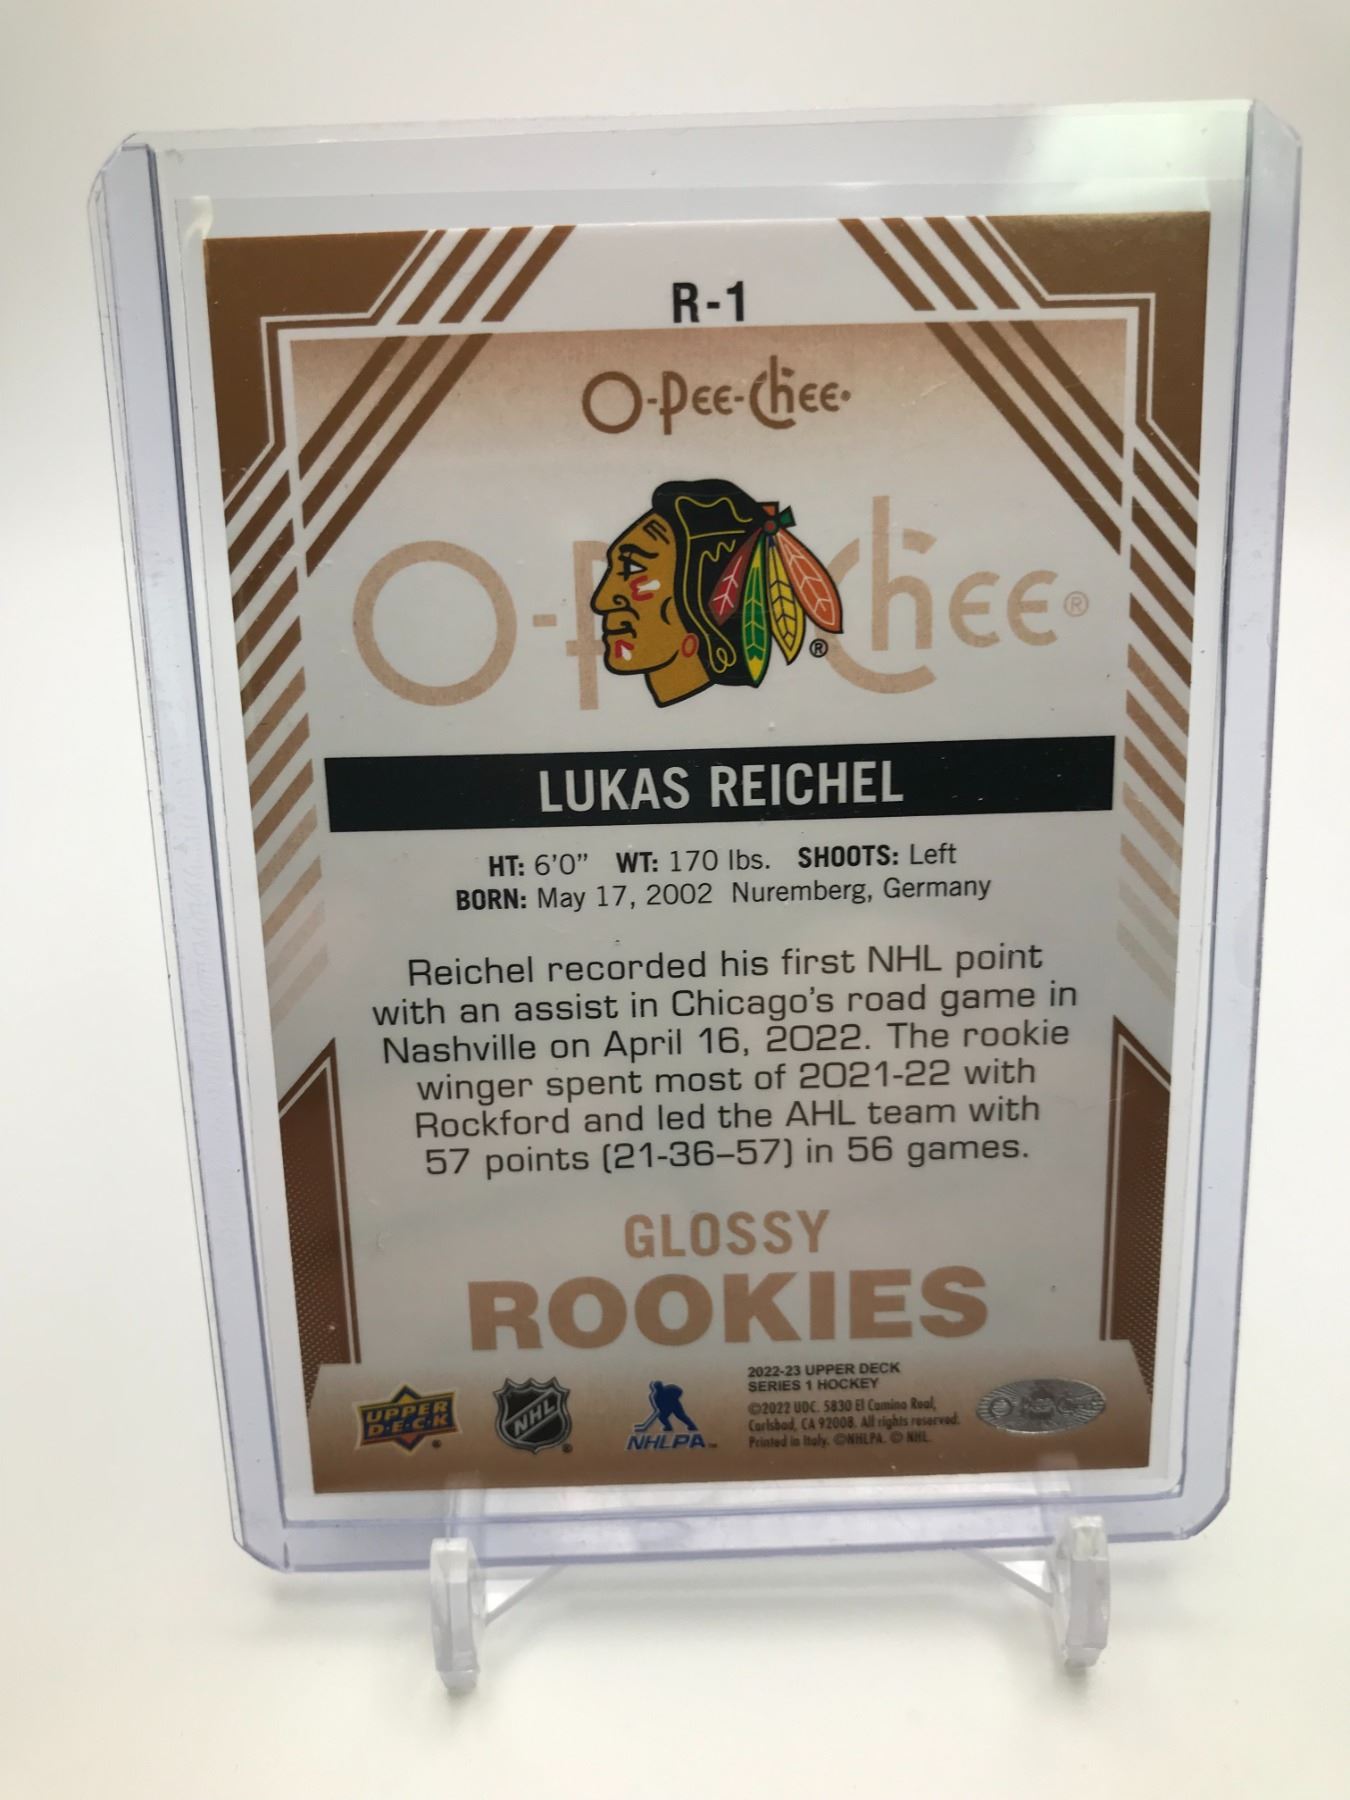 R-1
O-Pee-Chee
O-P Chee®
®
LUKAS REICHEL
HT: 6'0" WT: 170 lbs. SHOOTS: Left
BORN: May 17, 2002 Nuremberg, Germany
Reichel recorded his first NHL point
with an assist in Chicago's road game in
Nashville on April 16, 2022. The rookie
winger spent most of 2021-22 with
Rockford and led the AHL team with
57 points (21-36–57) in 56 games.
GLOSSY
ROOKIES
UPPER
D·E·C·K
®
NHL
®
NHLPA™
2022-23 UPPER DECK
SERIES 1 HOCKEY
©2022 UDC. 5830 El Camino Real,
Carlsbad, CA 92008. All rights reserved.
Printed in Italy. ©NHLPA. © NHL.
O-Pee-Chee